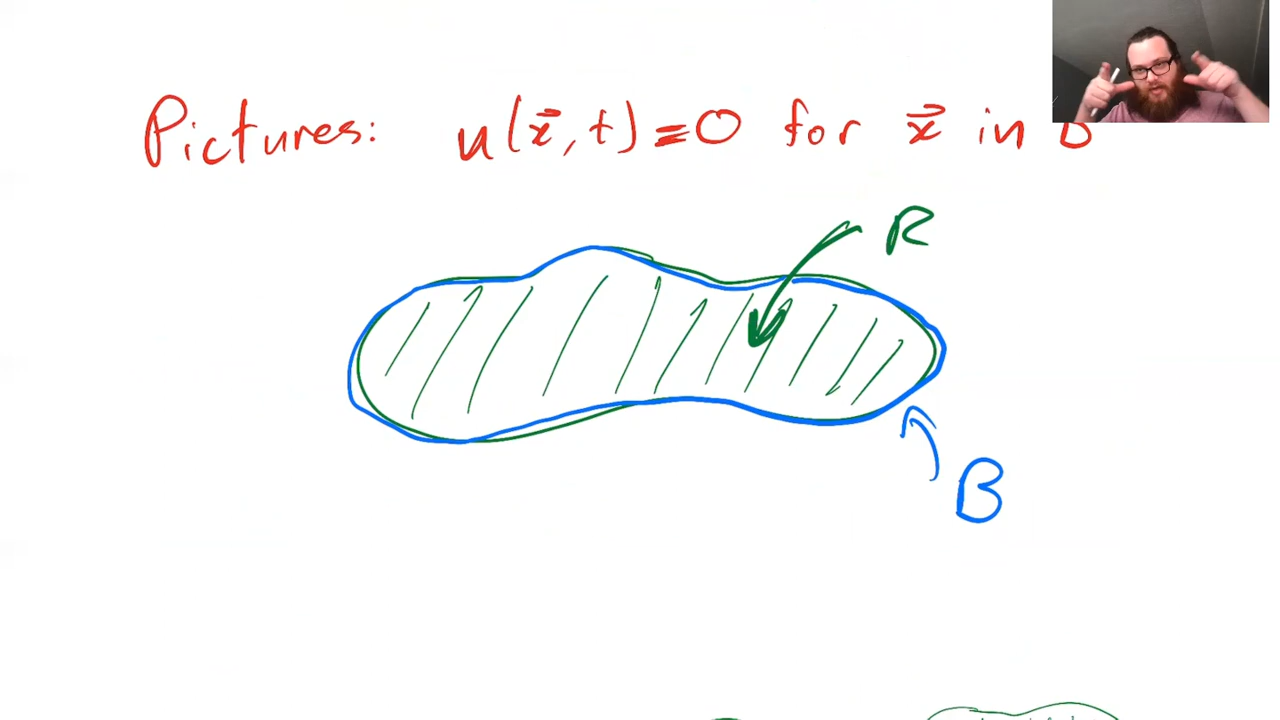 Pictures: u(x⃗, t) = 0 for x⃗ in B
R
B